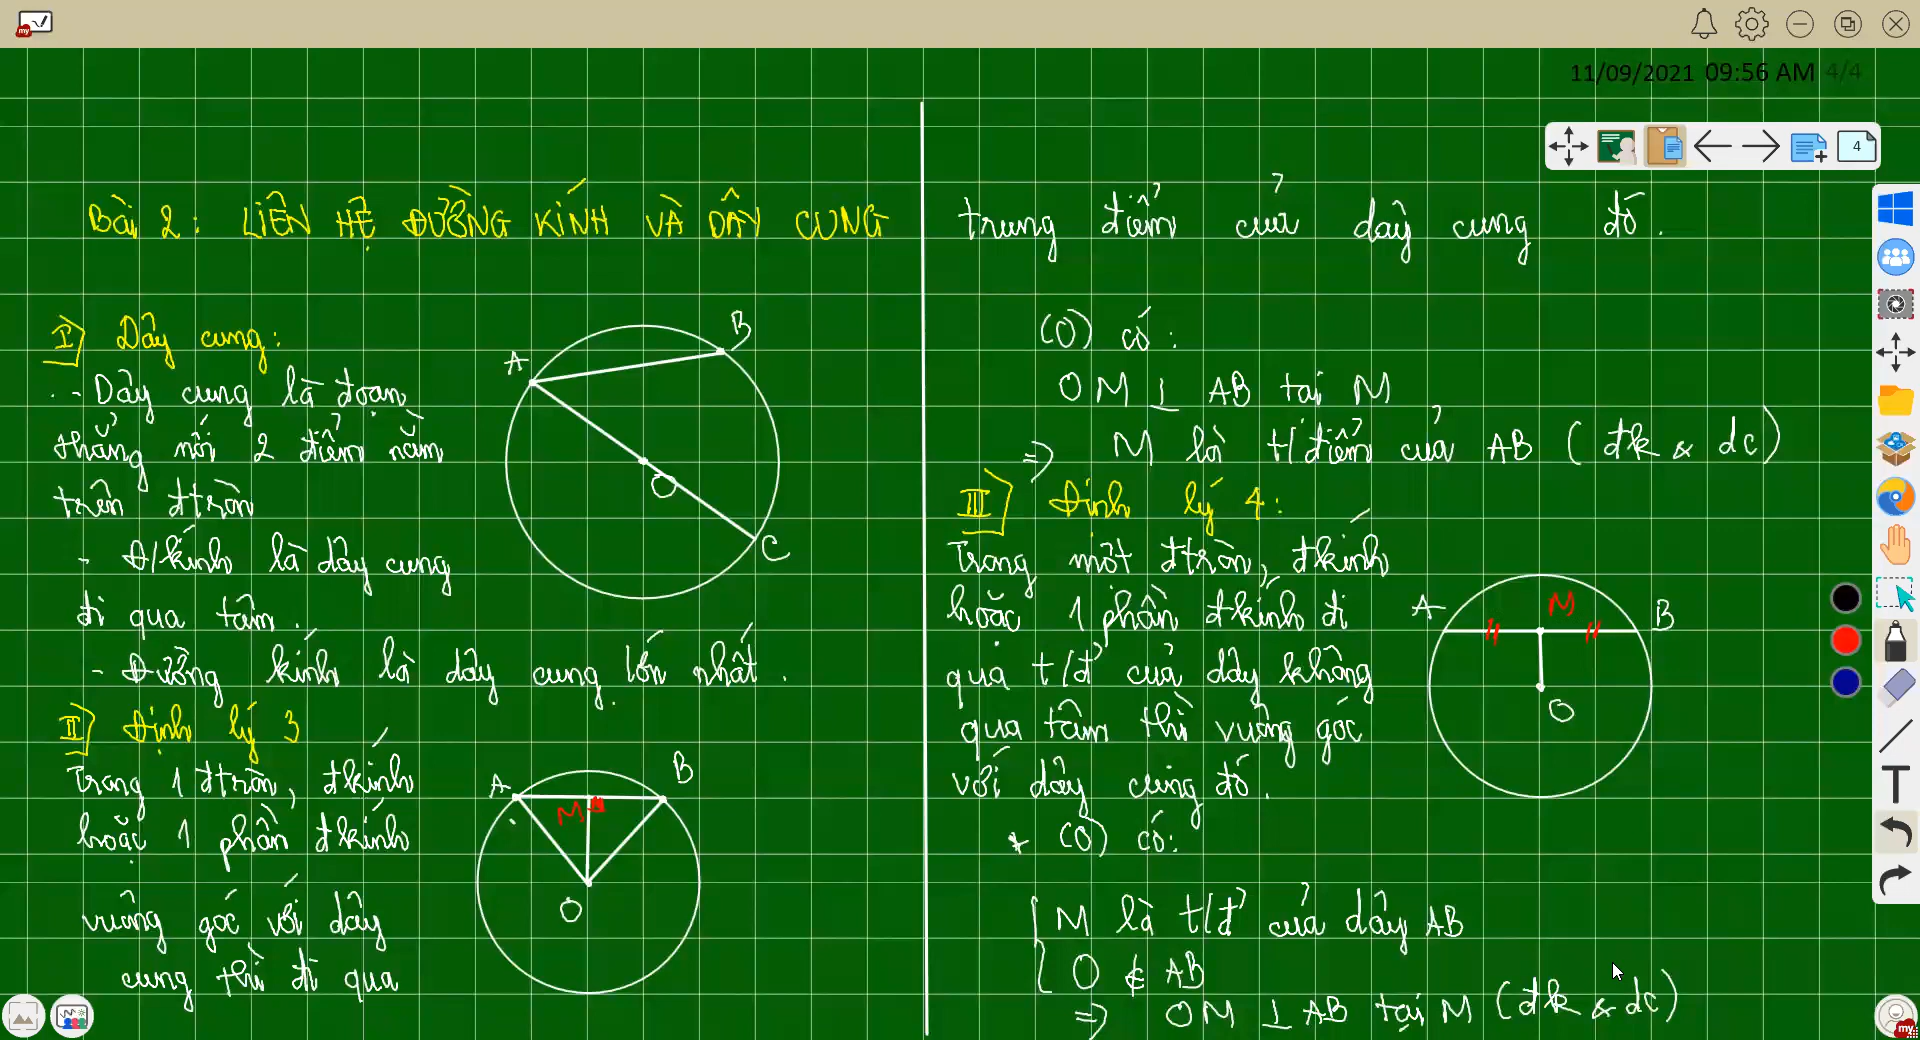 11/09/2021 09:56 AM 4/4
4
Bài 2: LIÊN HỆ ĐƯỜNG KÍNH VÀ DÂY CUNG
I) Dây cung:
- Dây cung là đoạn
thẳng nối 2 điểm nằm
trên đtròn
- Đ/kính là dây cung
đi qua tâm.
- Đường kính là dây cung lớn nhất.
A
B
O
C
II) Định lý 3
Trong 1 đtròn, đkính
hoặc 1 phần đkính
vuông góc với dây
cung thì đi qua
A
B
M
O
trung điểm của dây cung đó.
(O) có:
OM ⊥ AB tại M
=> M là t/điểm của AB (đk & dc)
III) Định lý 4:
Trong một đtròn, đkính
hoặc 1 phần đkính đi
qua t/đ của dây không
qua tâm thì vuông góc
với dây cung đó.
A
M
B
O
* (O) có:
{ M là t/đ của dây AB
O ∉ AB
=> OM ⊥ AB tại M (đk & dc)
T
my
my